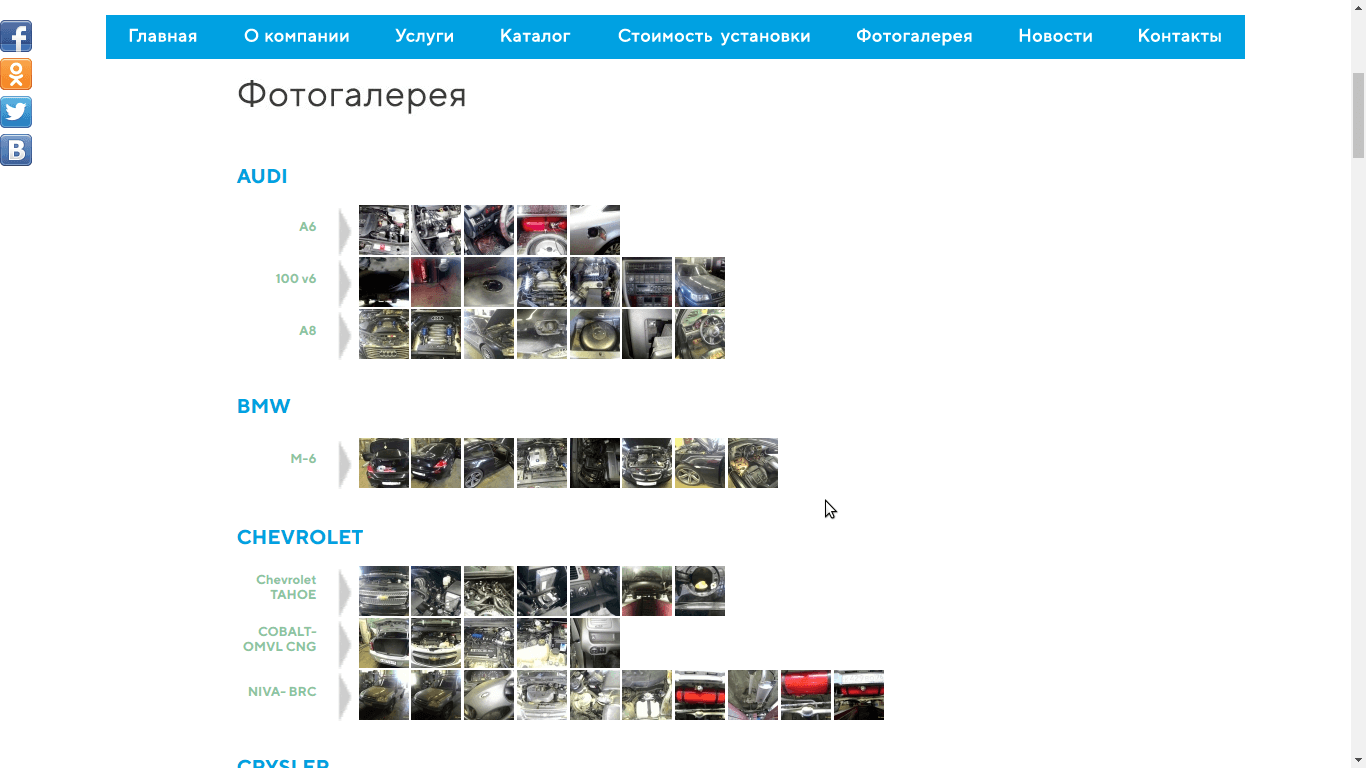 Главная О компании Услуги Каталог Стоимость установки Фотогалерея Новости Контакты
Фотогалерея
AUDI
A6
100 v6
A8
BMW
M-6
CHEVROLET
Chevrolet
TAHOE
COBALT-
OMVL CNG
NIVA- BRC
CRYSLER